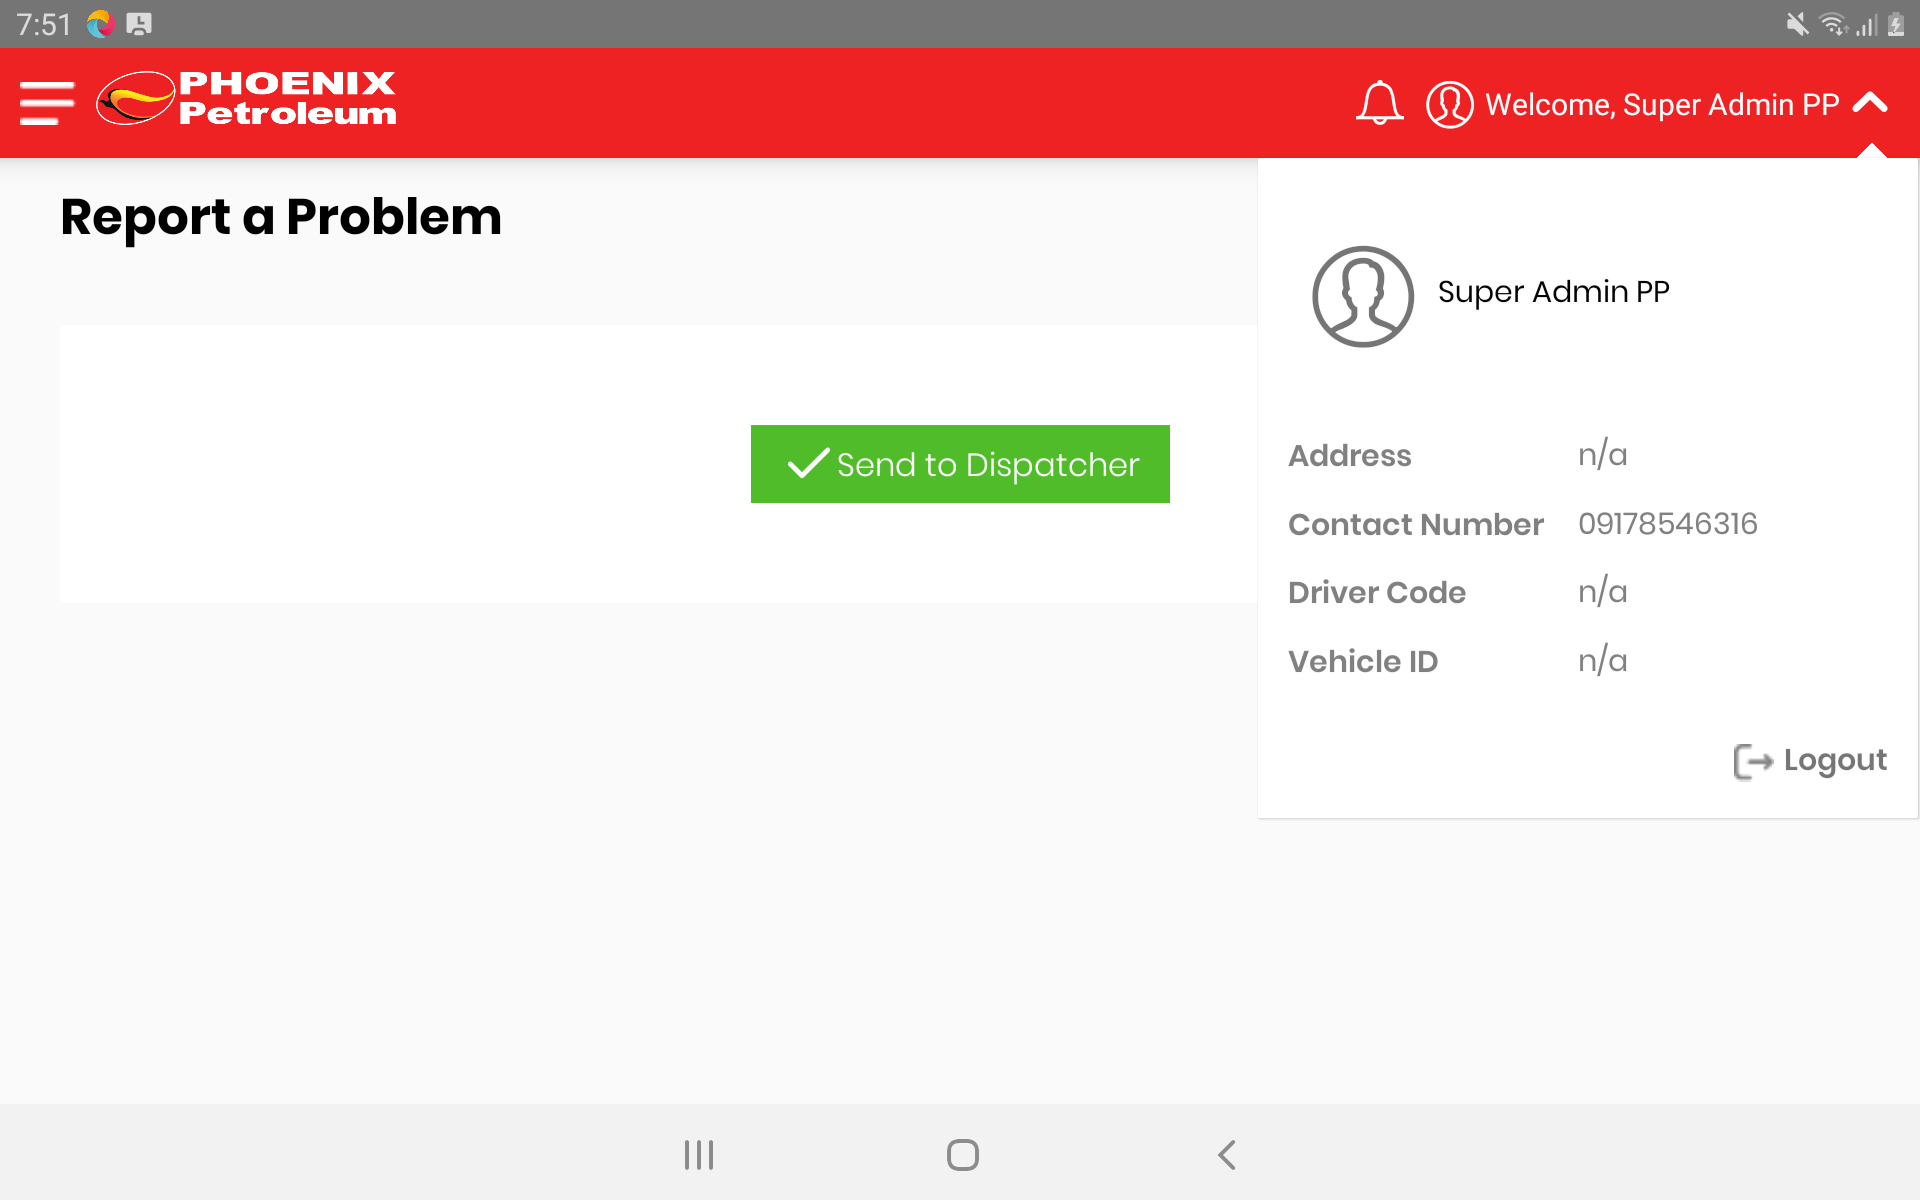 7:51
PHOENIX
Petroleum
Welcome, Super Admin PP
Report a Problem
Super Admin PP
Send to Dispatcher
Address n/a
Contact Number 09178546316
Driver Code n/a
Vehicle ID n/a
Logout